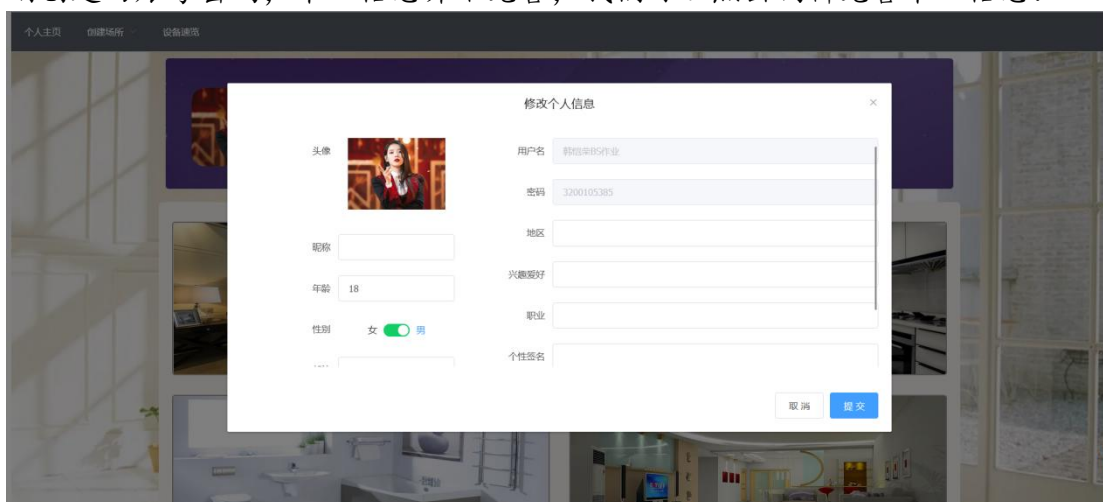 个人主页 创建场所 设备速览
修改个人信息 ×
头像
用户名
密码 3200105385
地区
昵称
兴趣爱好
年龄 18
职业
性别 女 男
个性签名
取消 提交